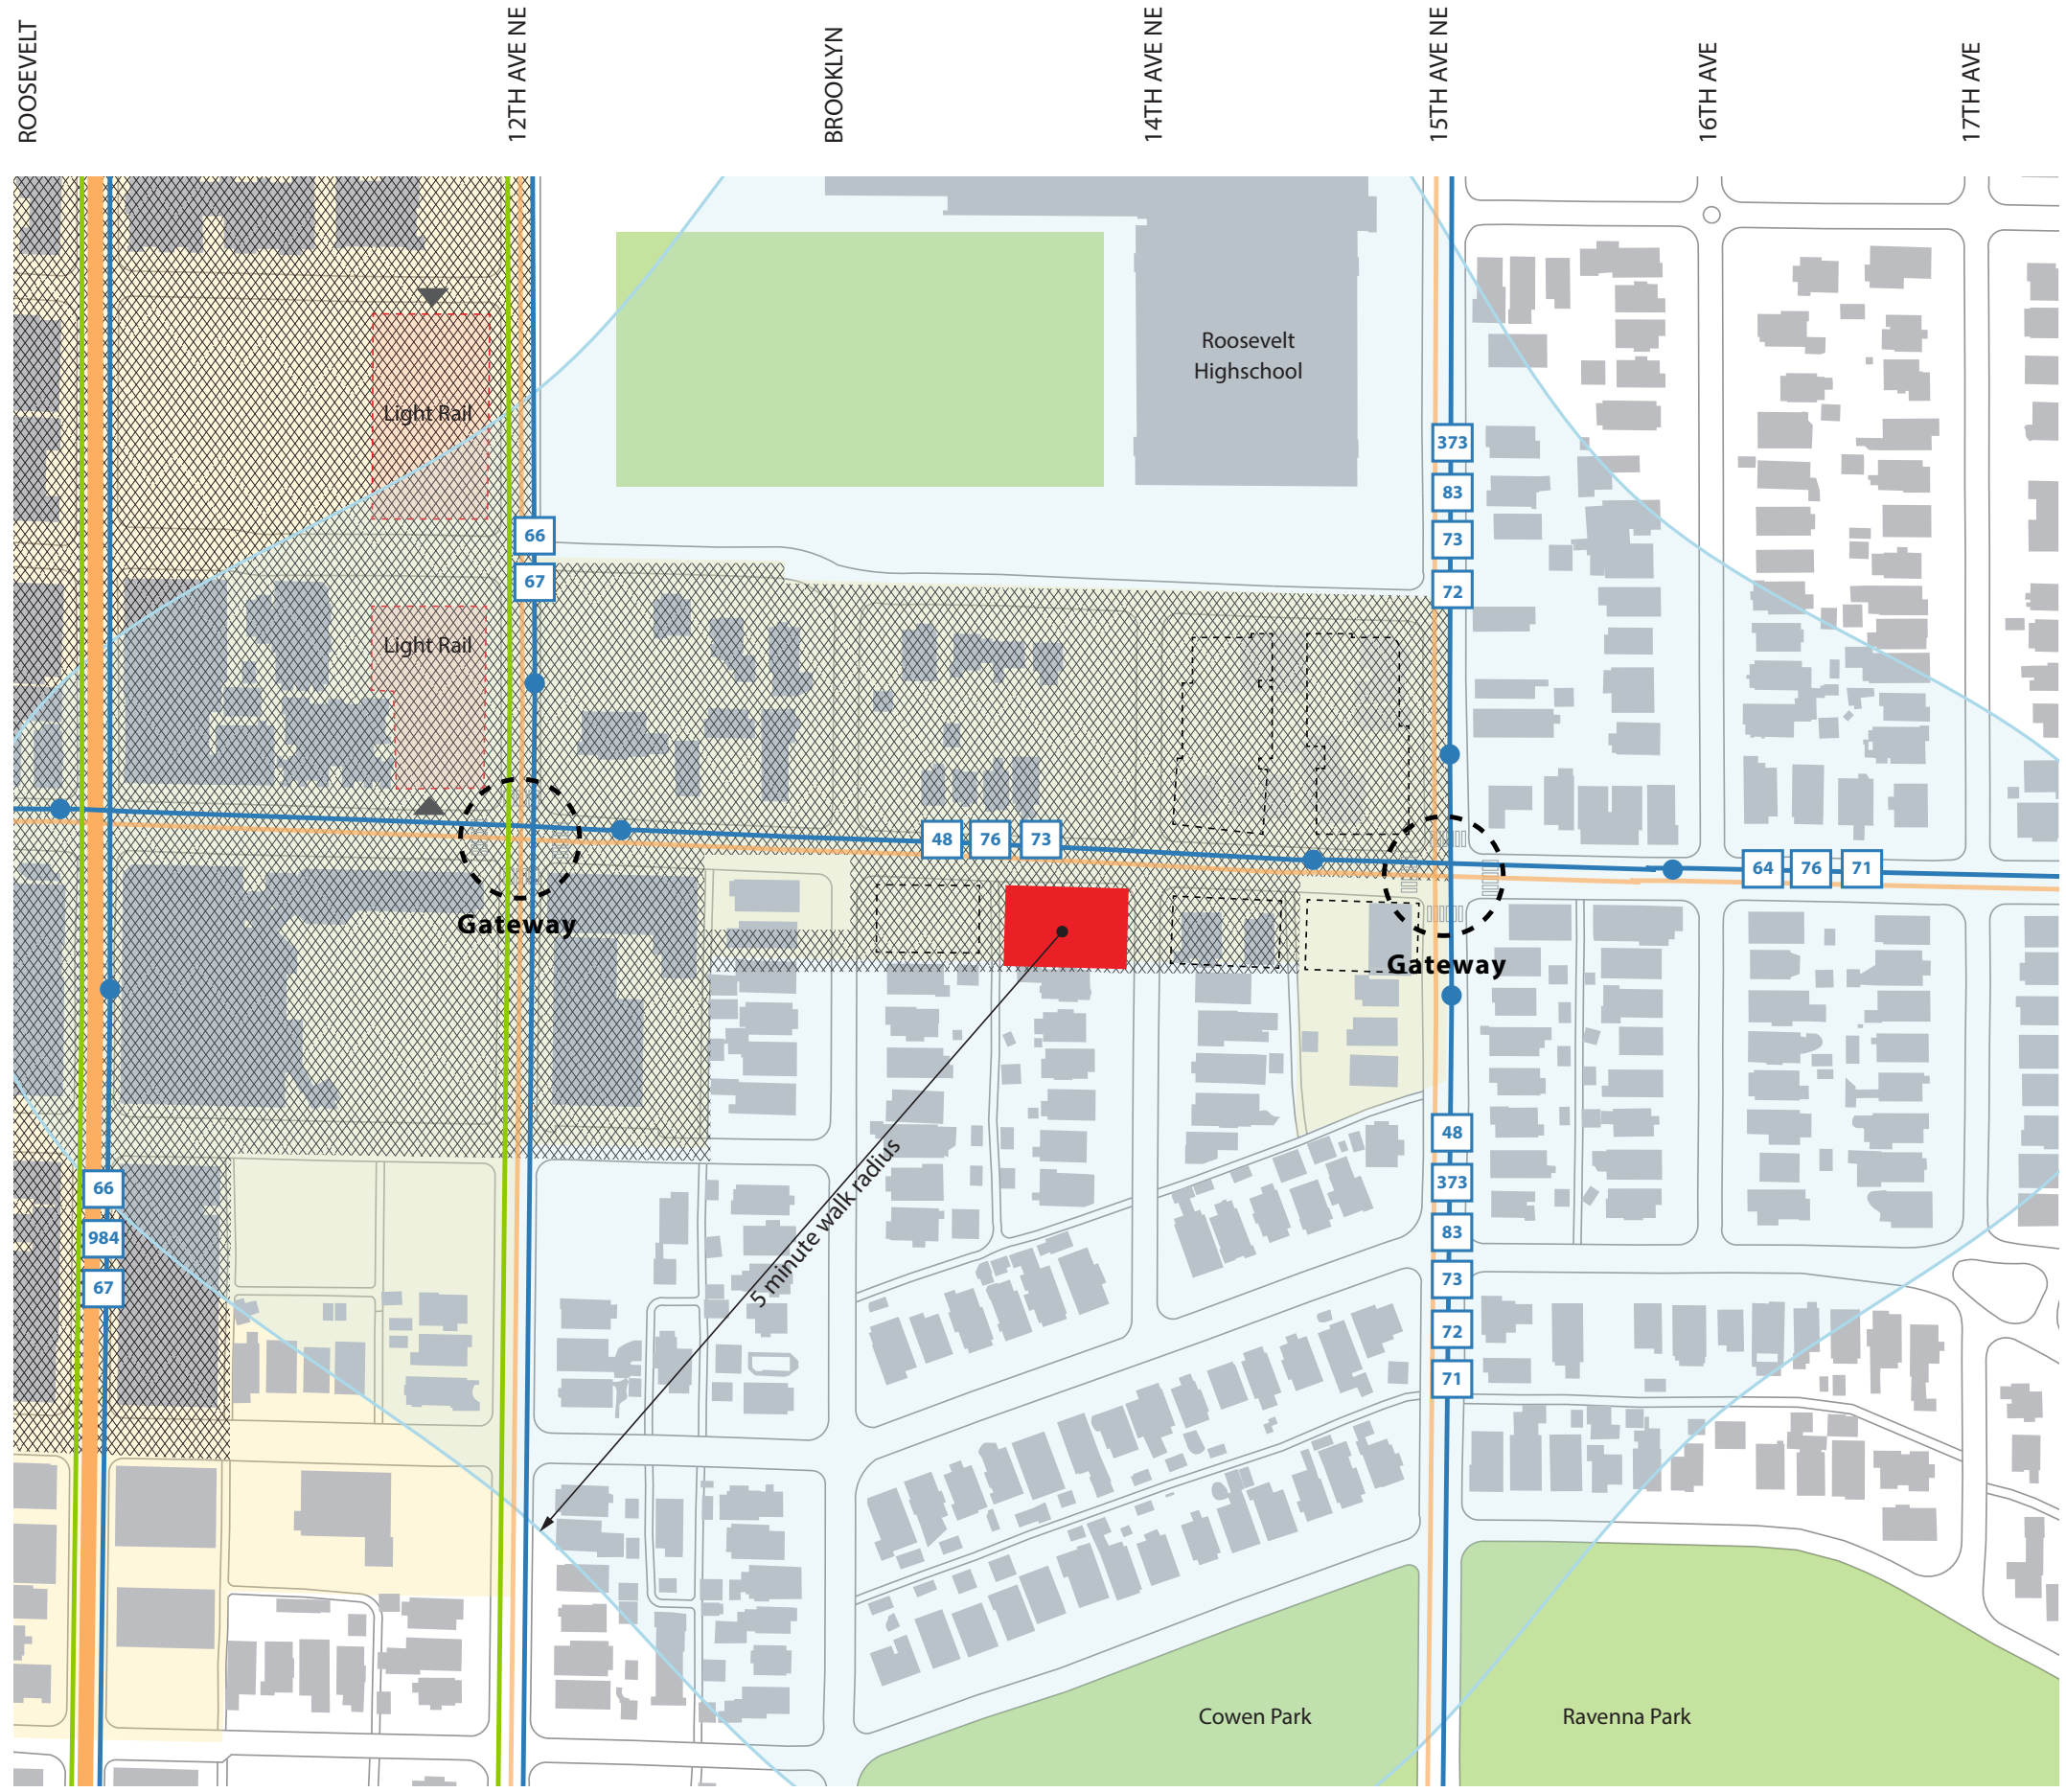 ROOSEVELT
12TH AVE NE
BROOKLYN
14TH AVE NE
15TH AVE NE
16TH AVE
17TH AVE
Roosevelt
Highschool
Light Rail
373
83
73
72
66
67
Light Rail
48 76 73
64 76 71
Gateway
Gateway
48
373
83
73
72
71
66
984
67
5 minute walk radius
Cowen Park
Ravenna Park